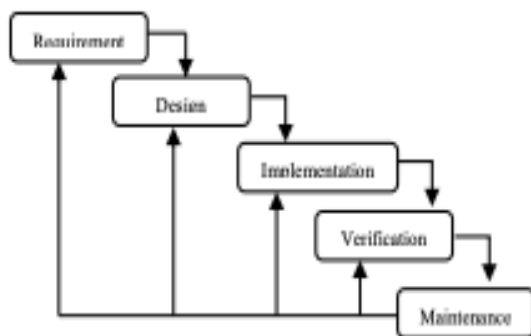 Requirement
Design
Implementation
Verification
Maintenance